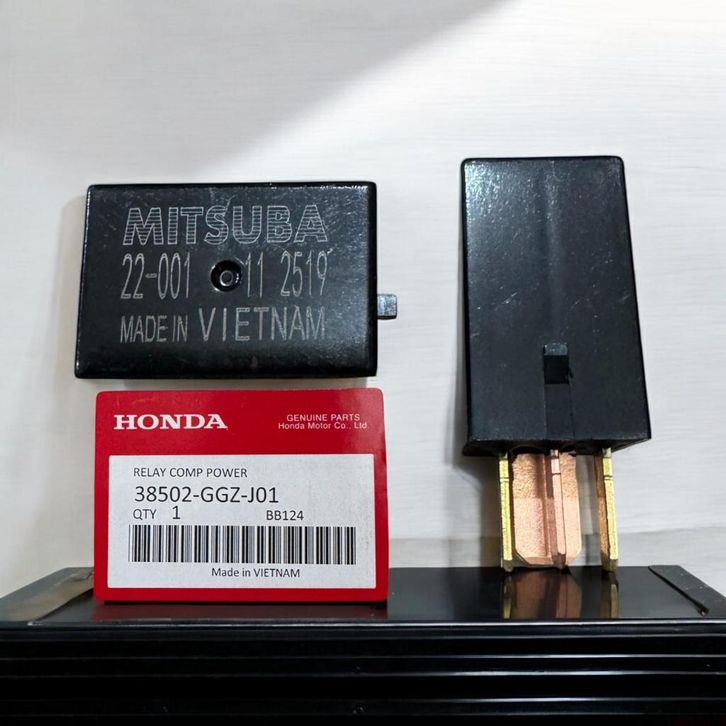 MITSUBA
22-001 11 2519
MADE IN VIETNAM
HONDA
GENUINE PARTS
Honda Motor Co., Ltd.
RELAY COMP POWER
38502-GGZ-J01
QTY 1 BB124
Made in VIETNAM